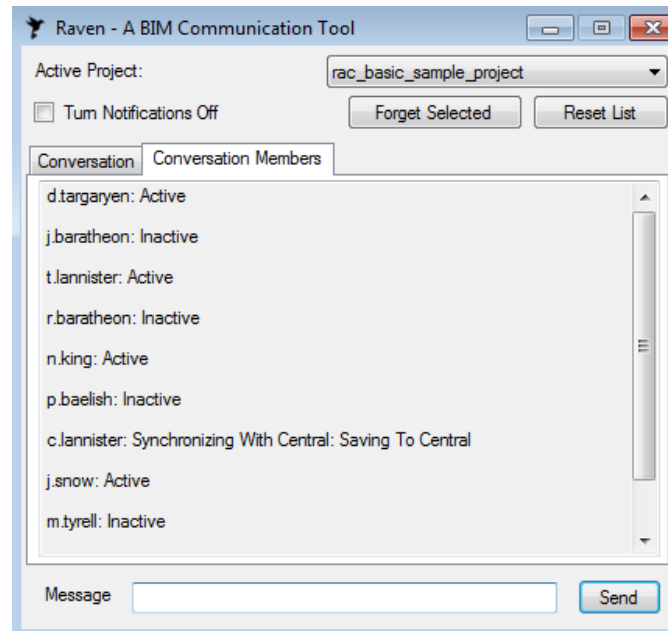 Raven - A BIM Communication Tool
Active Project: rac_basic_sample_project
Turn Notifications Off Forget Selected Reset List
Conversation Conversation Members
d.targaryen: Active
j.baratheon: Inactive
t.lannister: Active
r.baratheon: Inactive
n.king: Active
p.baelish: Inactive
c.lannister: Synchronizing With Central: Saving To Central
j.snow: Active
m.tyrell: Inactive
Message Send